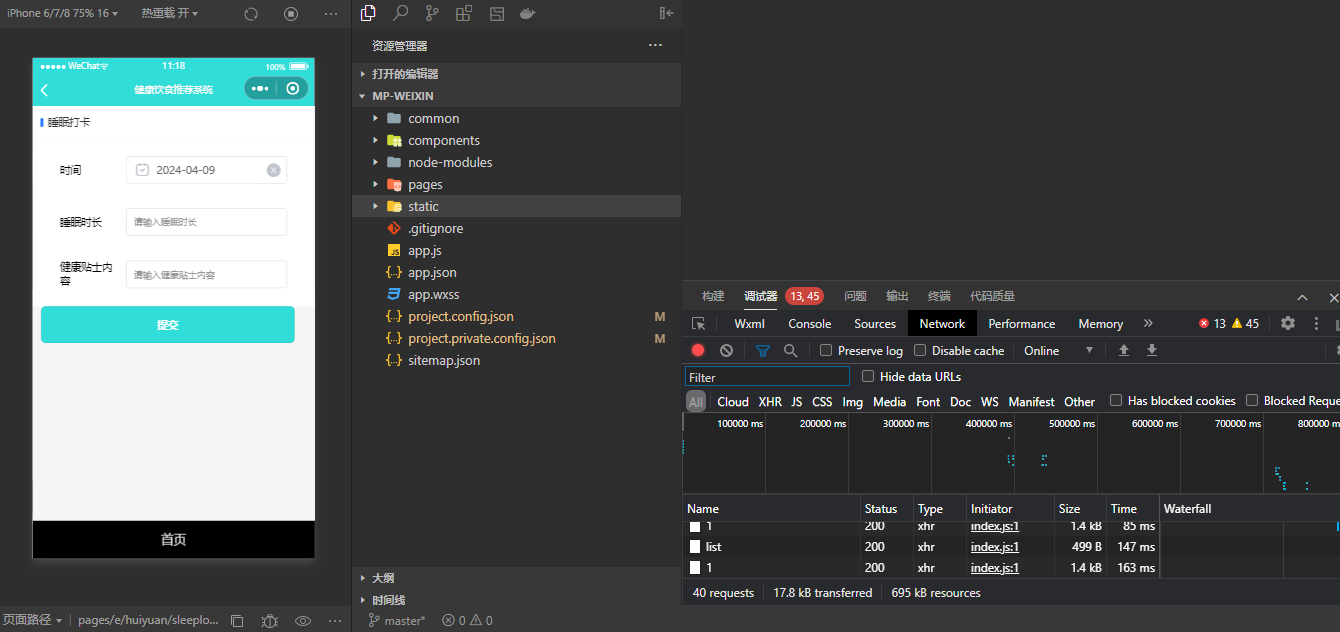 iPhone 6/7/8 75% 16
热重载 开
WeChat
11:18
100%
健康饮食推荐系统
睡眠打卡
时间
2024-04-09
睡眠时长
请输入睡眠时长
健康贴士内
容
请输入健康贴士内容
提交
首页
页面路径
pages/e/huiyuan/sleeplo...
资源管理器
打开的编辑器
MP-WEIXIN
common
components
node-modules
pages
static
.gitignore
app.js
app.json
app.wxss
project.config.json M
project.private.config.json M
sitemap.json
大纲
时间线
master*
0 0
构建 调试器 13, 45 问题 输出 终端 代码质量
Wxml Console Sources Network Performance Memory 13 45
Preserve log Disable cache Online
Filter Hide data URLs
All Cloud XHR JS CSS Img Media Font Doc WS Manifest Other Has blocked cookies Blocked Reque
100000 ms 200000 ms 300000 ms 400000 ms 500000 ms 600000 ms 700000 ms 800000 m
Name Status Type Initiator Size Time Waterfall
1 200 xhr index.js:1 1.4 kB 85 ms
list 200 xhr index.js:1 499 B 147 ms
1 200 xhr index.js:1 1.4 kB 163 ms
40 requests 17.8 kB transferred 695 kB resources